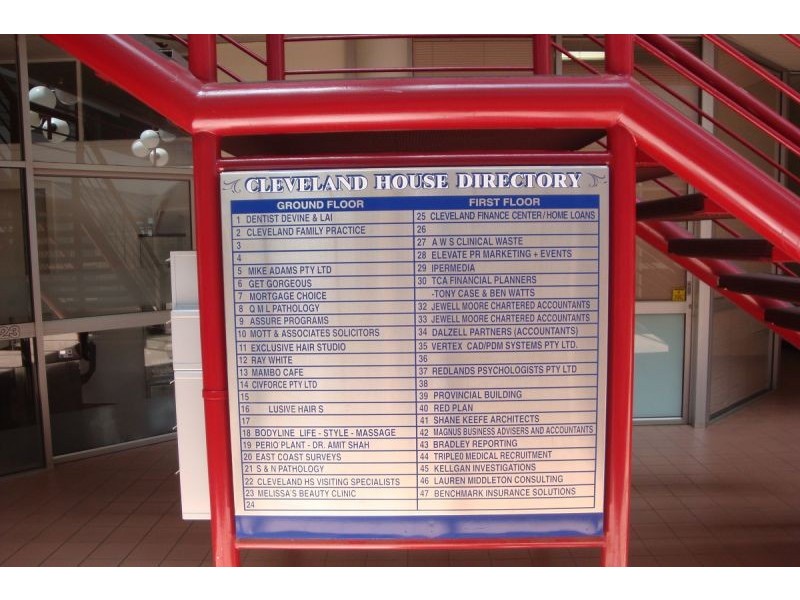 CLEVELAND HOUSE DIRECTORY
GROUND FLOOR
1 DENTIST DEVINE & LAI
2 CLEVELAND FAMILY PRACTICE
3
4
5 MIKE ADAMS PTY LTD
6 GET GORGEOUS
7 MORTGAGE CHOICE
8 Q M L PATHOLOGY
9 ASSURE PROGRAMS
10 MOTT & ASSOCIATES SOLICITORS
11 EXCLUSIVE HAIR STUDIO
12 RAY WHITE
13 MAMBO CAFE
14 CIVFORCE PTY LTD
15
16 LUSIVE HAIR S
17
18 BODYLINE LIFE - STYLE - MASSAGE
19 PERIO PLANT - DR. AMIT SHAH
20 EAST COAST SURVEYS
21 S & N PATHOLOGY
22 CLEVELAND HS VISITING SPECIALISTS
23 MELISSA'S BEAUTY CLINIC
24
FIRST FLOOR
25 CLEVELAND FINANCE CENTER/HOME LOANS
26
27 A W S CLINICAL WASTE
28 ELEVATE PR MARKETING + EVENTS
29 IPERMEDIA
30 TCA FINANCIAL PLANNERS
-TONY CASE & BEN WATTS
32 JEWELL MOORE CHARTERED ACCOUNTANTS
33 JEWELL MOORE CHARTERED ACCOUNTANTS
34 DALZELL PARTNERS (ACCOUNTANTS)
35 VERTEX CAD/PDM SYSTEMS PTY LTD.
36
37 REDLANDS PSYCHOLOGISTS PTY LTD
38
39 PROVINCIAL BUILDING
40 RED PLAN
41 SHANE KEEFE ARCHITECTS
42 MAGNUS BUSINESS ADVISERS AND ACCOUNTANTS
43 BRADLEY REPORTING
44 TRIPLE0 MEDICAL RECRUITMENT
45 KELLGAN INVESTIGATIONS
46 LAUREN MIDDLETON CONSULTING
47 BENCHMARK INSURANCE SOLUTIONS
23